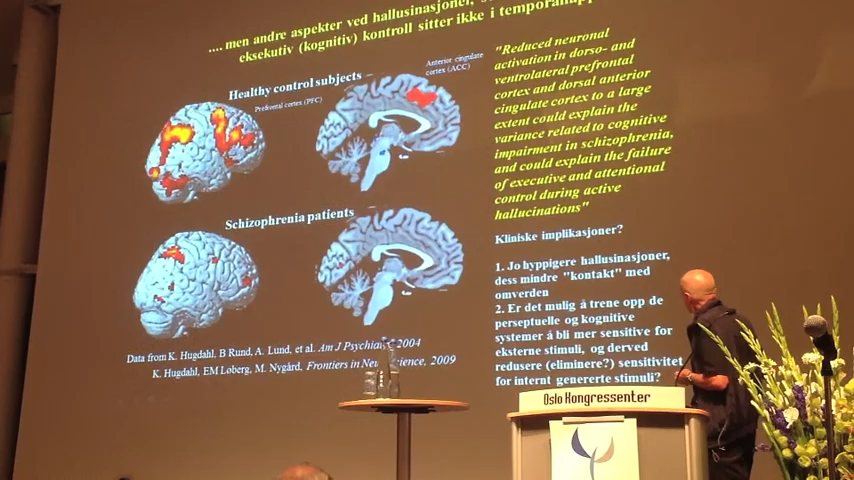 .... men andre aspekter ved hallusinasjoner,
eksekutiv (kognitiv) kontroll sitter ikke i
Healthy control subjects
Prefrontal cortex (PFC)
Anterior cingulate
cortex (ACC)
Schizophrenia patients
Data from K. Hugdahl, B Rund, A. Lund, et al. Am J Psychiat 2004
K. Hugdahl, EM Løberg, M. Nygård, Frontiers in Neuroscience, 2009
"Reduced neuronal
activation in dorso- and
ventrolateral prefrontal
cortex and dorsal anterior
cingulate cortex to a large
extent could explain the
variance related to cognitive
impairment in schizophrenia,
and could explain the failure
of executive and attentional
control during active
hallucinations"
Kliniske implikasjoner?
1. Jo hyppigere hallusinasjoner,
dess mindre "kontakt" med
omverden
2. Er det mulig å trene opp de
perseptuelle og kognitive
systemer å bli mer sensitive for
eksterne stimuli, og derved
redusere (eliminere?) sensitivitet
for internt genererte stimuli?
Oslo Kongressenter